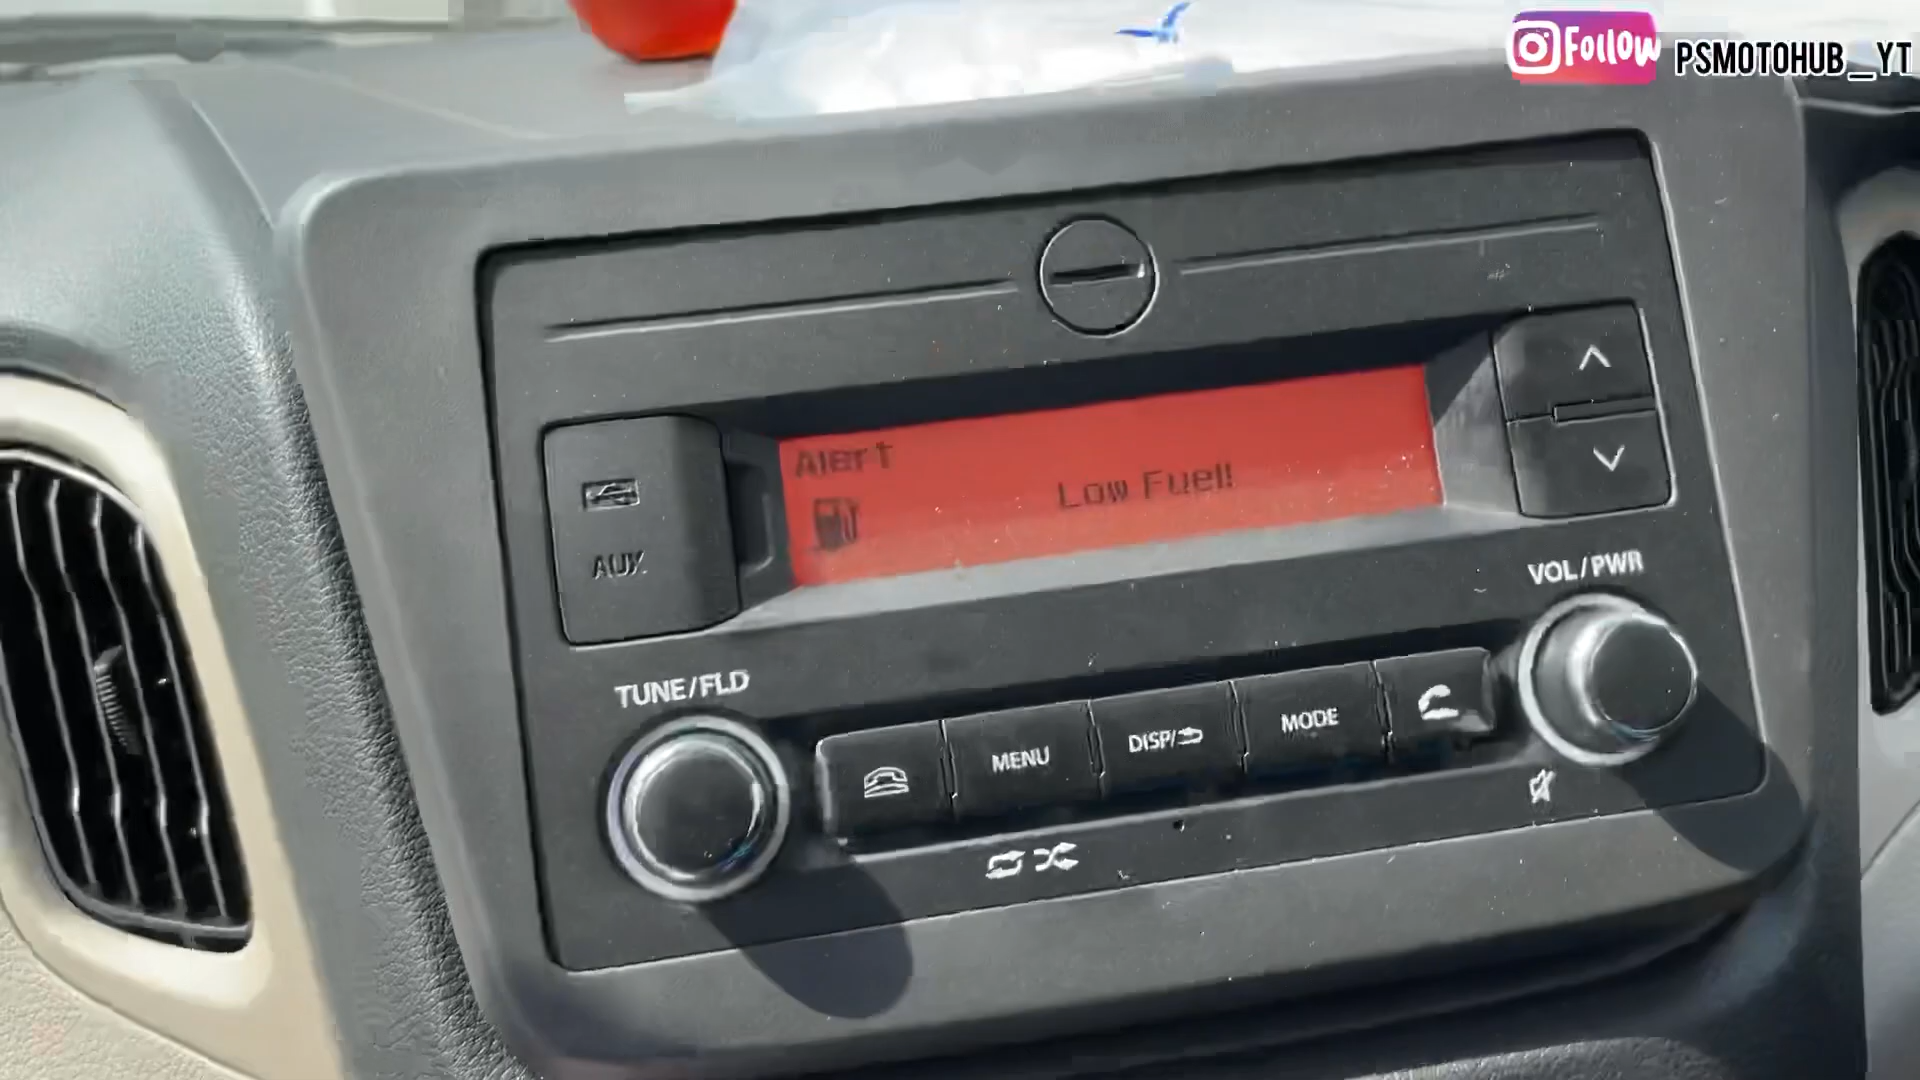 Follow PSMOTOHUB_YT
Alert
Low Fuel!
AUX
VOL/PWR
TUNE/FLD
MENU
DISP/
MODE